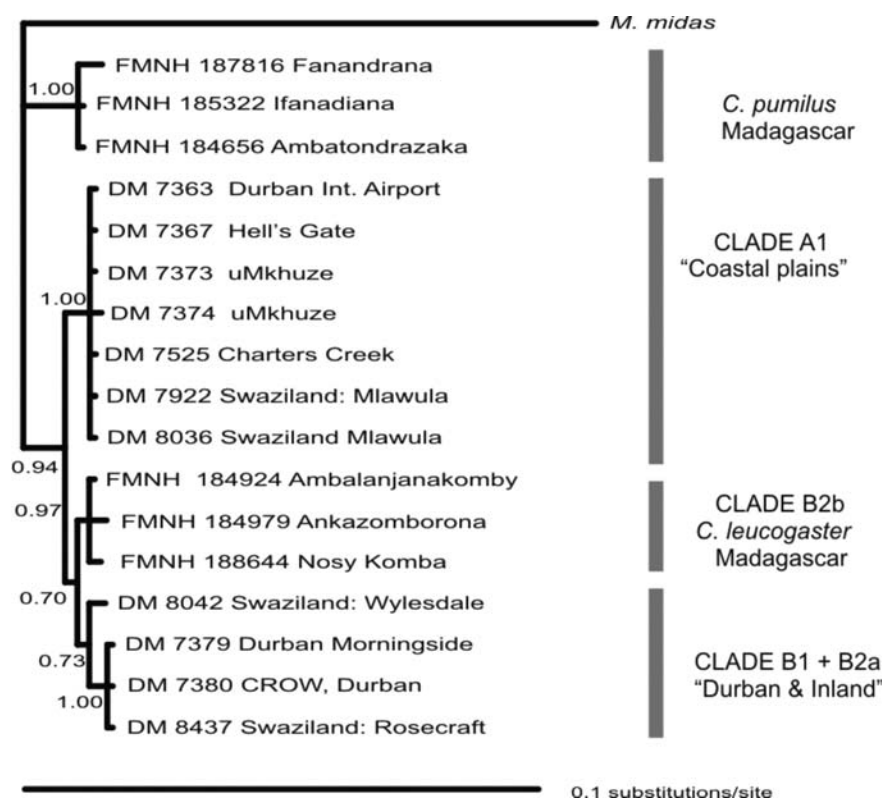 M. midas
FMNH 187816 Fanandrana
1.00
FMNH 185322 Ifanadiana
FMNH 184656 Ambatondrazaka
C. pumilus
Madagascar
DM 7363 Durban Int. Airport
DM 7367 Hell's Gate
DM 7373 uMkhuze
1.00
DM 7374 uMkhuze
DM 7525 Charters Creek
DM 7922 Swaziland: Mlawula
DM 8036 Swaziland Mlawula
CLADE A1
“Coastal plains”
0.94
FMNH 184924 Ambalanjanakomby
0.97
FMNH 184979 Ankazomborona
FMNH 188644 Nosy Komba
CLADE B2b
C. leucogaster
Madagascar
0.70
DM 8042 Swaziland: Wylesdale
DM 7379 Durban Morningside
0.73
DM 7380 CROW, Durban
1.00
DM 8437 Swaziland: Rosecraft
CLADE B1 + B2a
“Durban & Inland”
0.1 substitutions/site